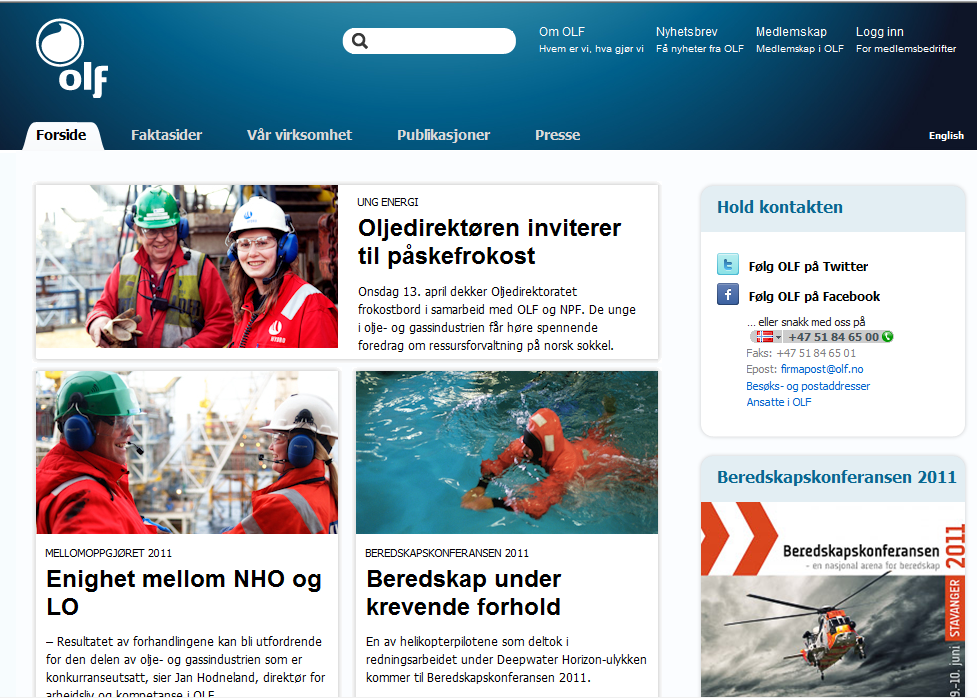 olf
Om OLF
Hvem er vi, hva gjør vi
Nyhetsbrev
Få nyheter fra OLF
Medlemskap
Medlemskap i OLF
Logg inn
For medlemsbedrifter
Forside
Faktasider
Vår virksomhet
Publikasjoner
Presse
English
UNG ENERGI
Oljedirektøren inviterer
til påskefrokost
Onsdag 13. april dekker Oljedirektoratet
frokostbord i samarbeid med OLF og NPF. De unge
i olje- og gassindustrien får høre spennende
foredrag om ressursforvaltning på norsk sokkel.
MELLOMOPPGJØRET 2011
Enighet mellom NHO og
LO
– Resultatet av forhandlingene kan bli utfordrende
for den delen av olje- og gassindustrien som er
konkurranseutsatt, sier Jan Hodneland, direktør for
arbeidsliv og kompetanse i OLF
BEREDSKAPSKONFERANSEN 2011
Beredskap under
krevende forhold
En av helikopterpilotene som deltok i
redningsarbeidet under Deepwater Horizon-ulykken
kommer til Beredskapskonferansen 2011.
Hold kontakten
Følg OLF på Twitter
Følg OLF på Facebook
... eller snakk med oss på
+47 51 84 65 00
Faks: +47 51 84 65 01
Epost: firmapost@olf.no
Besøks- og postadresser
Ansatte i OLF
Beredskapskonferansen 2011
Beredskapskonferansen
- en nasjonal arena for beredskap
2011
STAVANGER
9.-10. juni